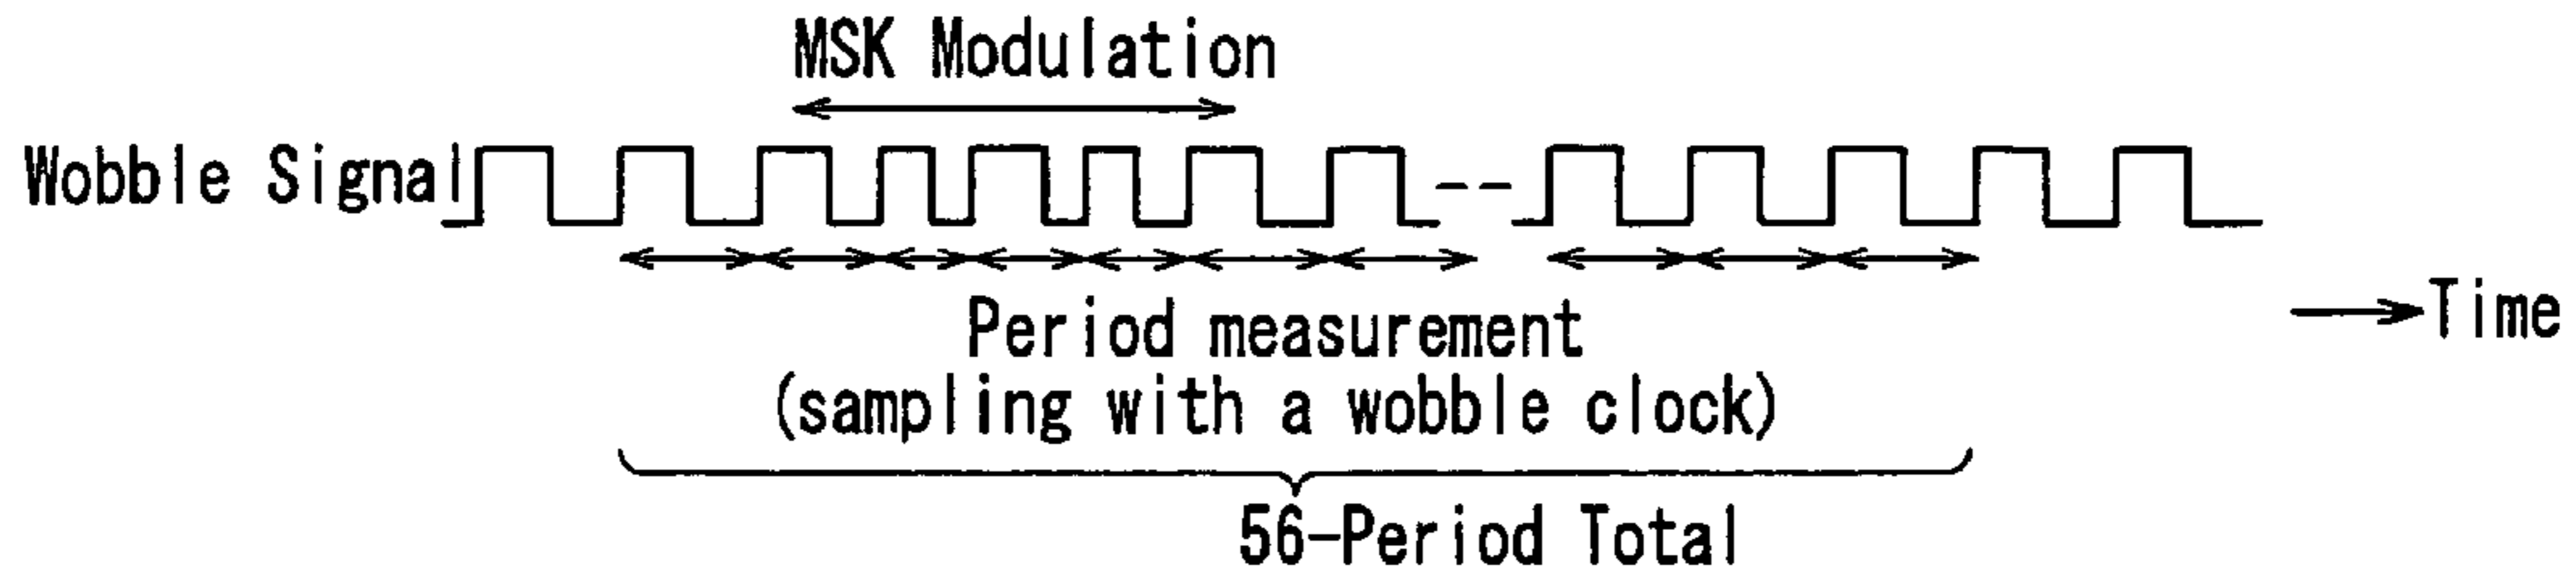 MSK Modulation
Wobble Signal
Period measurement
Time
(sampling with a wobble clock)
56-Period Total